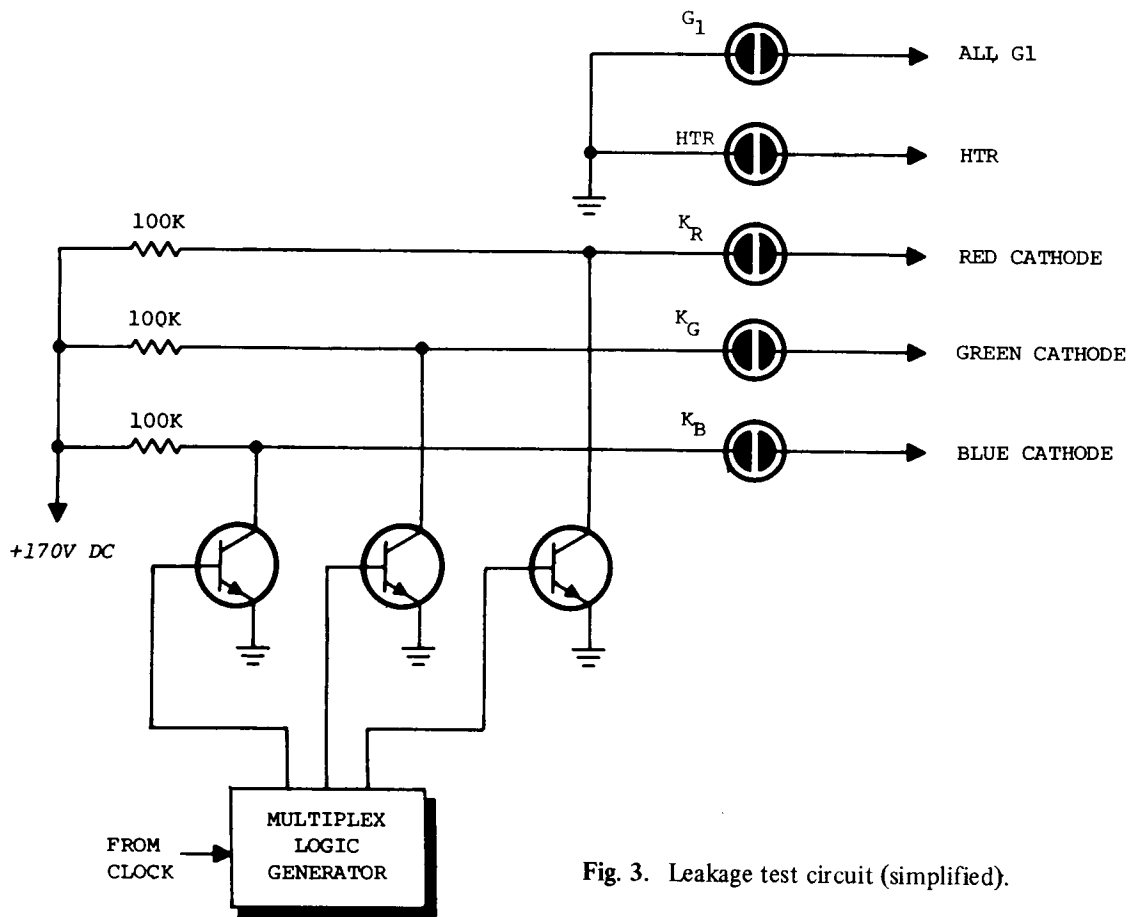 G1
ALL G1
HTR
HTR
100K
KR
RED CATHODE
100K
KG
GREEN CATHODE
100K
KB
BLUE CATHODE
+170V DC
MULTIPLEX
LOGIC
GENERATOR
FROM
CLOCK
Fig. 3. Leakage test circuit (simplified).